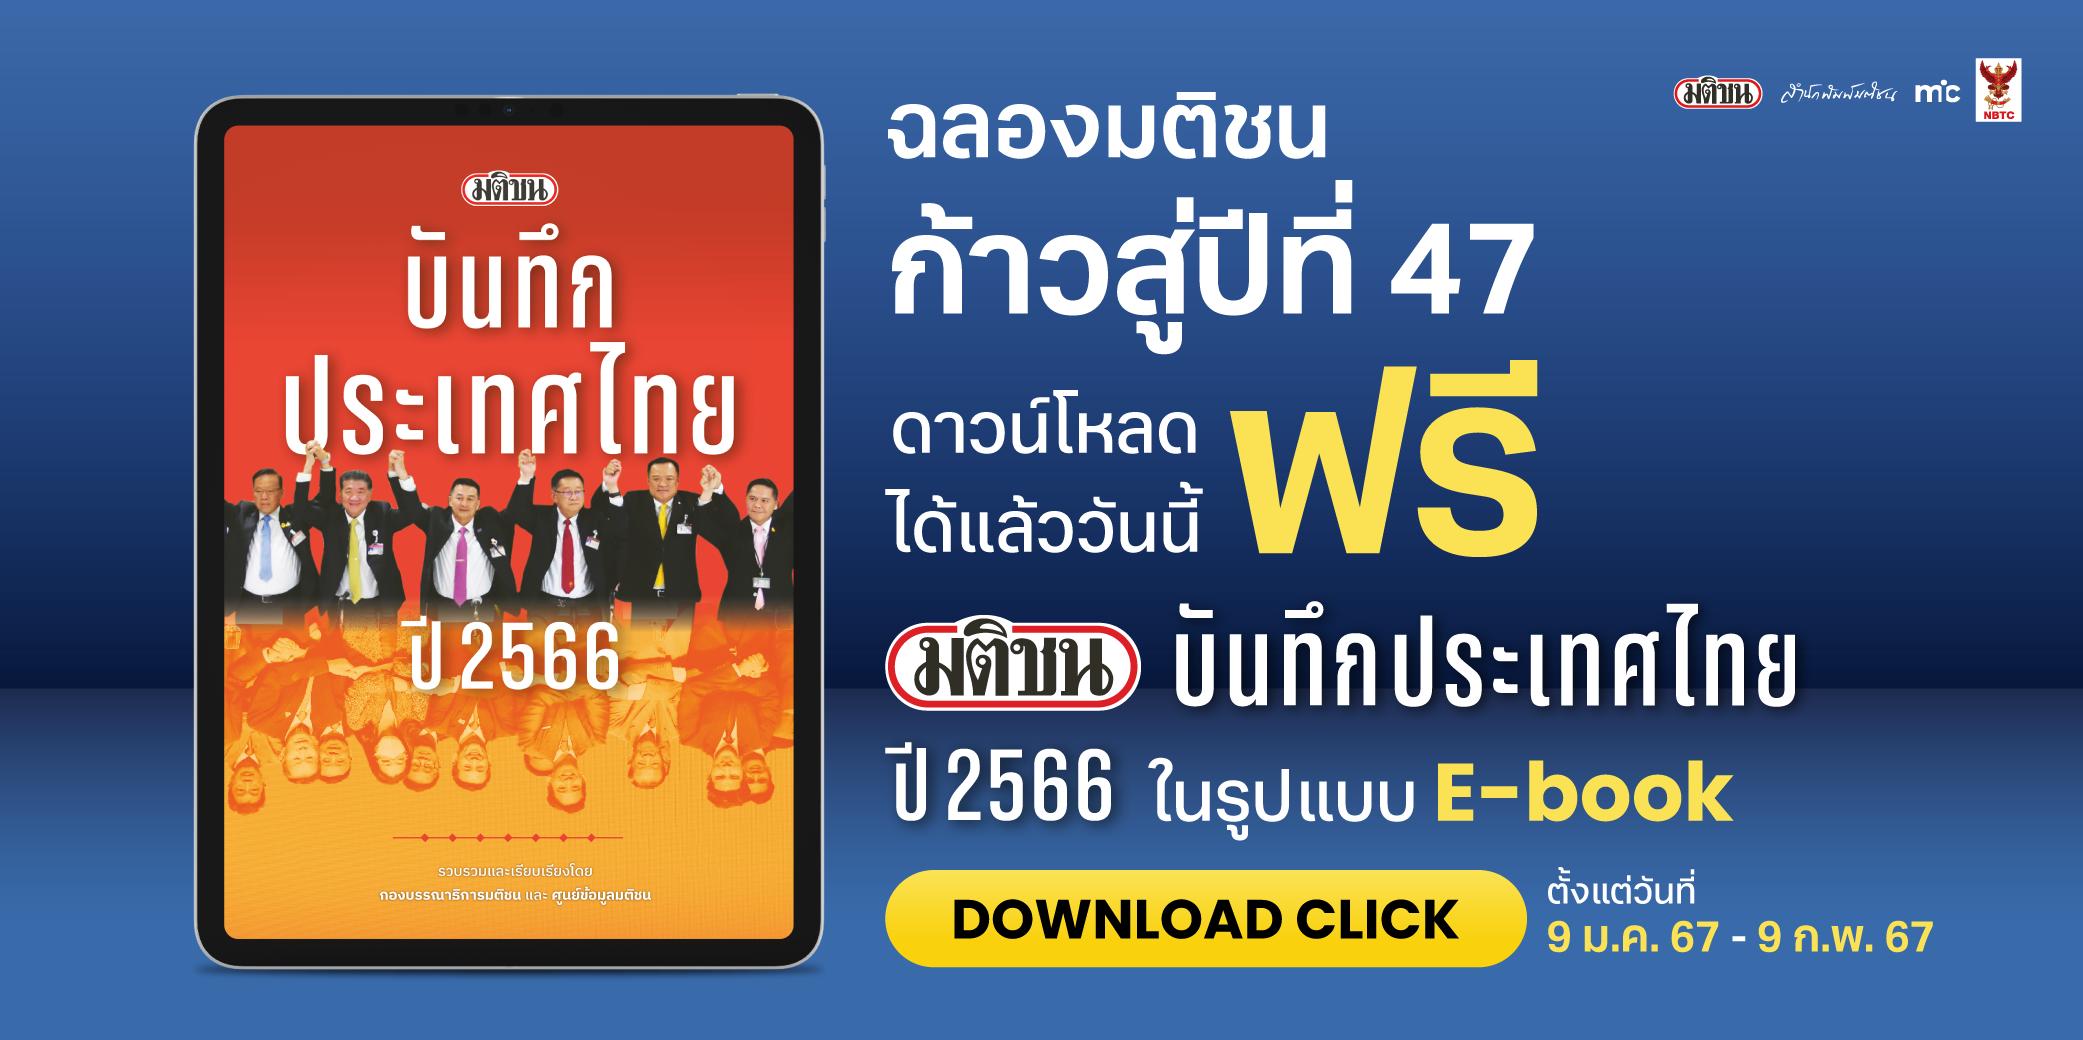 มติชน
บันทึก
ประเทศไทย
ปี 2566
รวบรวมและเรียบเรียงโดย
กองบรรณาธิการมติชน และ ศูนย์ข้อมูลมติชน
มติชน สำนักพิมพ์มติชน mic NBTC
ฉลองมติชน
ก้าวสู่ปีที่ 47
ดาวน์โหลด
ได้แล้ววันนี้ ฟรี
มติชน บันทึกประเทศไทย
ปี 2566 ในรูปแบบ E-book
DOWNLOAD CLICK
ตั้งแต่วันที่
9 ม.ค. 67 - 9 ก.พ. 67